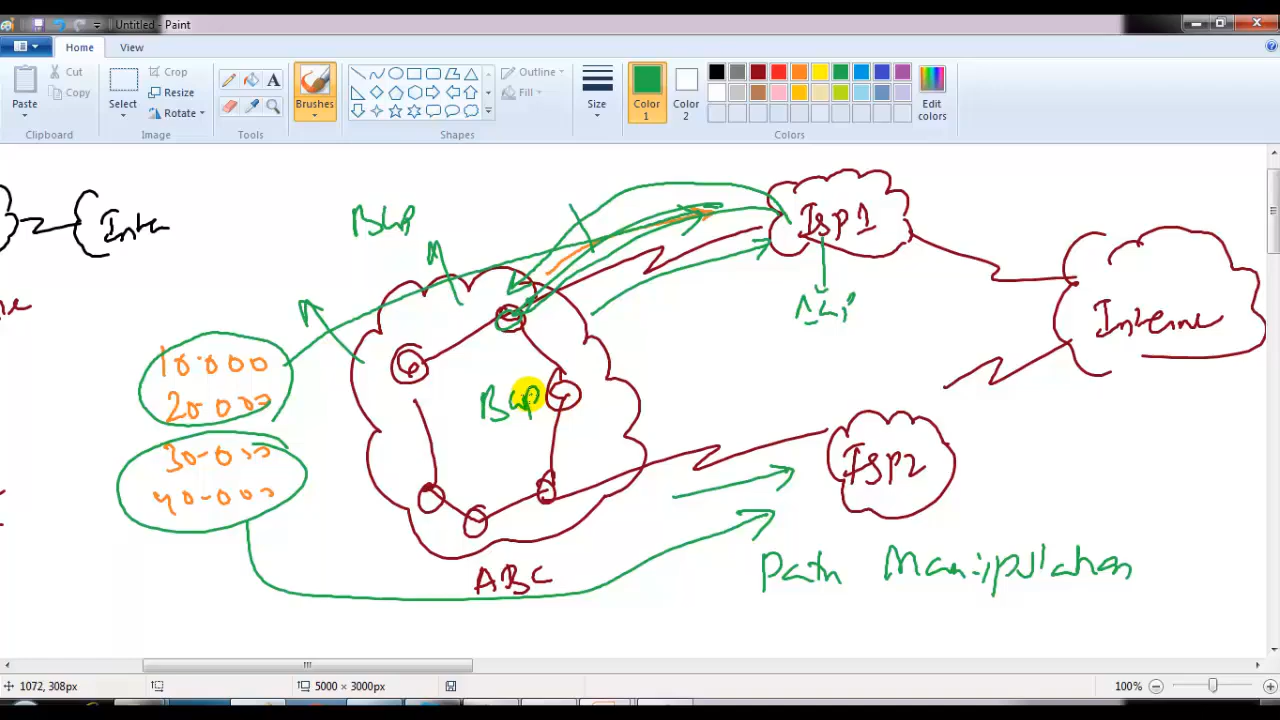 Untitled - Paint
Home
View
Paste
Cut
Copy
Clipboard
Select
Crop
Resize
Rotate
Image
Tools
Brushes
Shapes
Outline
Fill
Size
Color 1
Color 2
Edit colors
Colors
Inte
BGP
Isp1
Interne
10.000
20.000
BGP
30-000
40-000
ISP2
Path Manipulation
ABC
1072, 308px
5000 × 3000px
100%